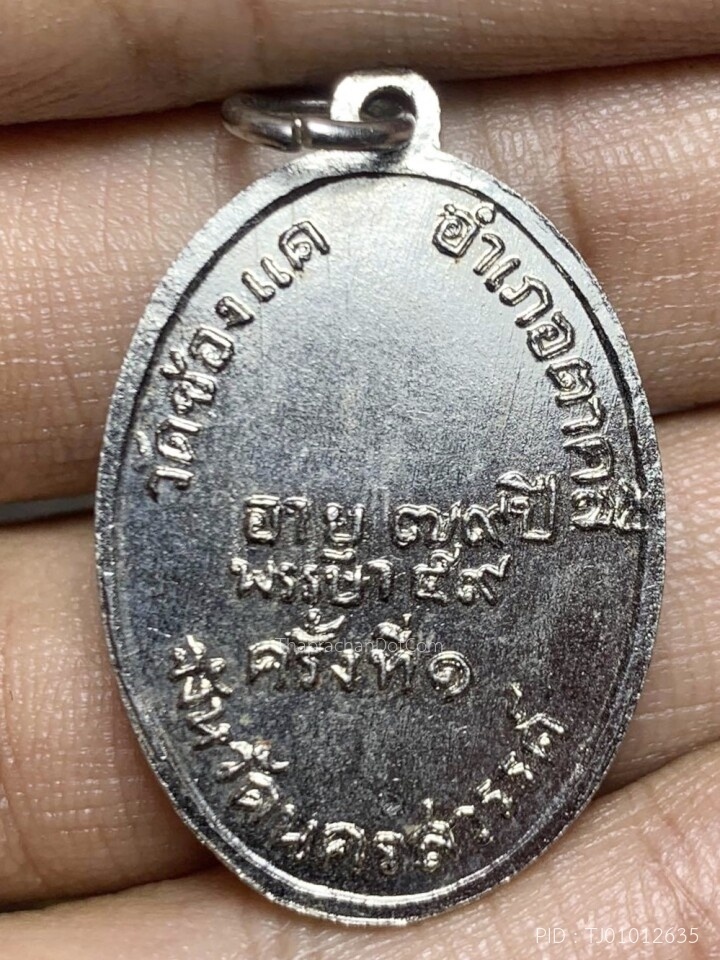 วัดช่องแค
อำเภอตาคลี
อายุ ๗๙ ปี
พรรษา ๕๙
ครั้งที่ ๑
จังหวัดนครสวรรค์
ThaprachanDotCom
PID : TJ01012635